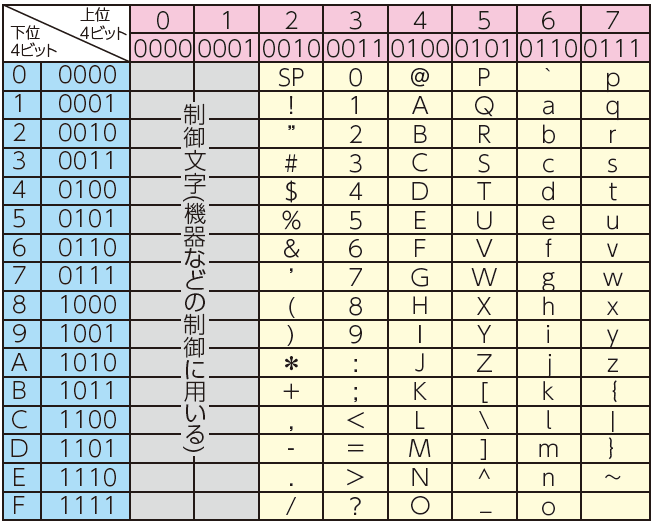 上位
4ビット
下位
4ビット
0 1 2 3 4 5 6 7
0000 0001 0010 0011 0100 0101 0110 0111
制御文字(機器などの制御に用いる)
0 0000 SP 0 @ P ` p
1 0001 ! 1 A Q a q
2 0010 ” 2 B R b r
3 0011 # 3 C S c s
4 0100 $ 4 D T d t
5 0101 % 5 E U e u
6 0110 & 6 F V f v
7 0111 ’ 7 G W g w
8 1000 ( 8 H X h x
9 1001 ) 9 I Y i y
A 1010 * : J Z j z
B 1011 + ; K [ k {
C 1100 , < L \ l |
D 1101 - = M ] m }
E 1110 . > N ^ n ~
F 1111 / ? O _ o